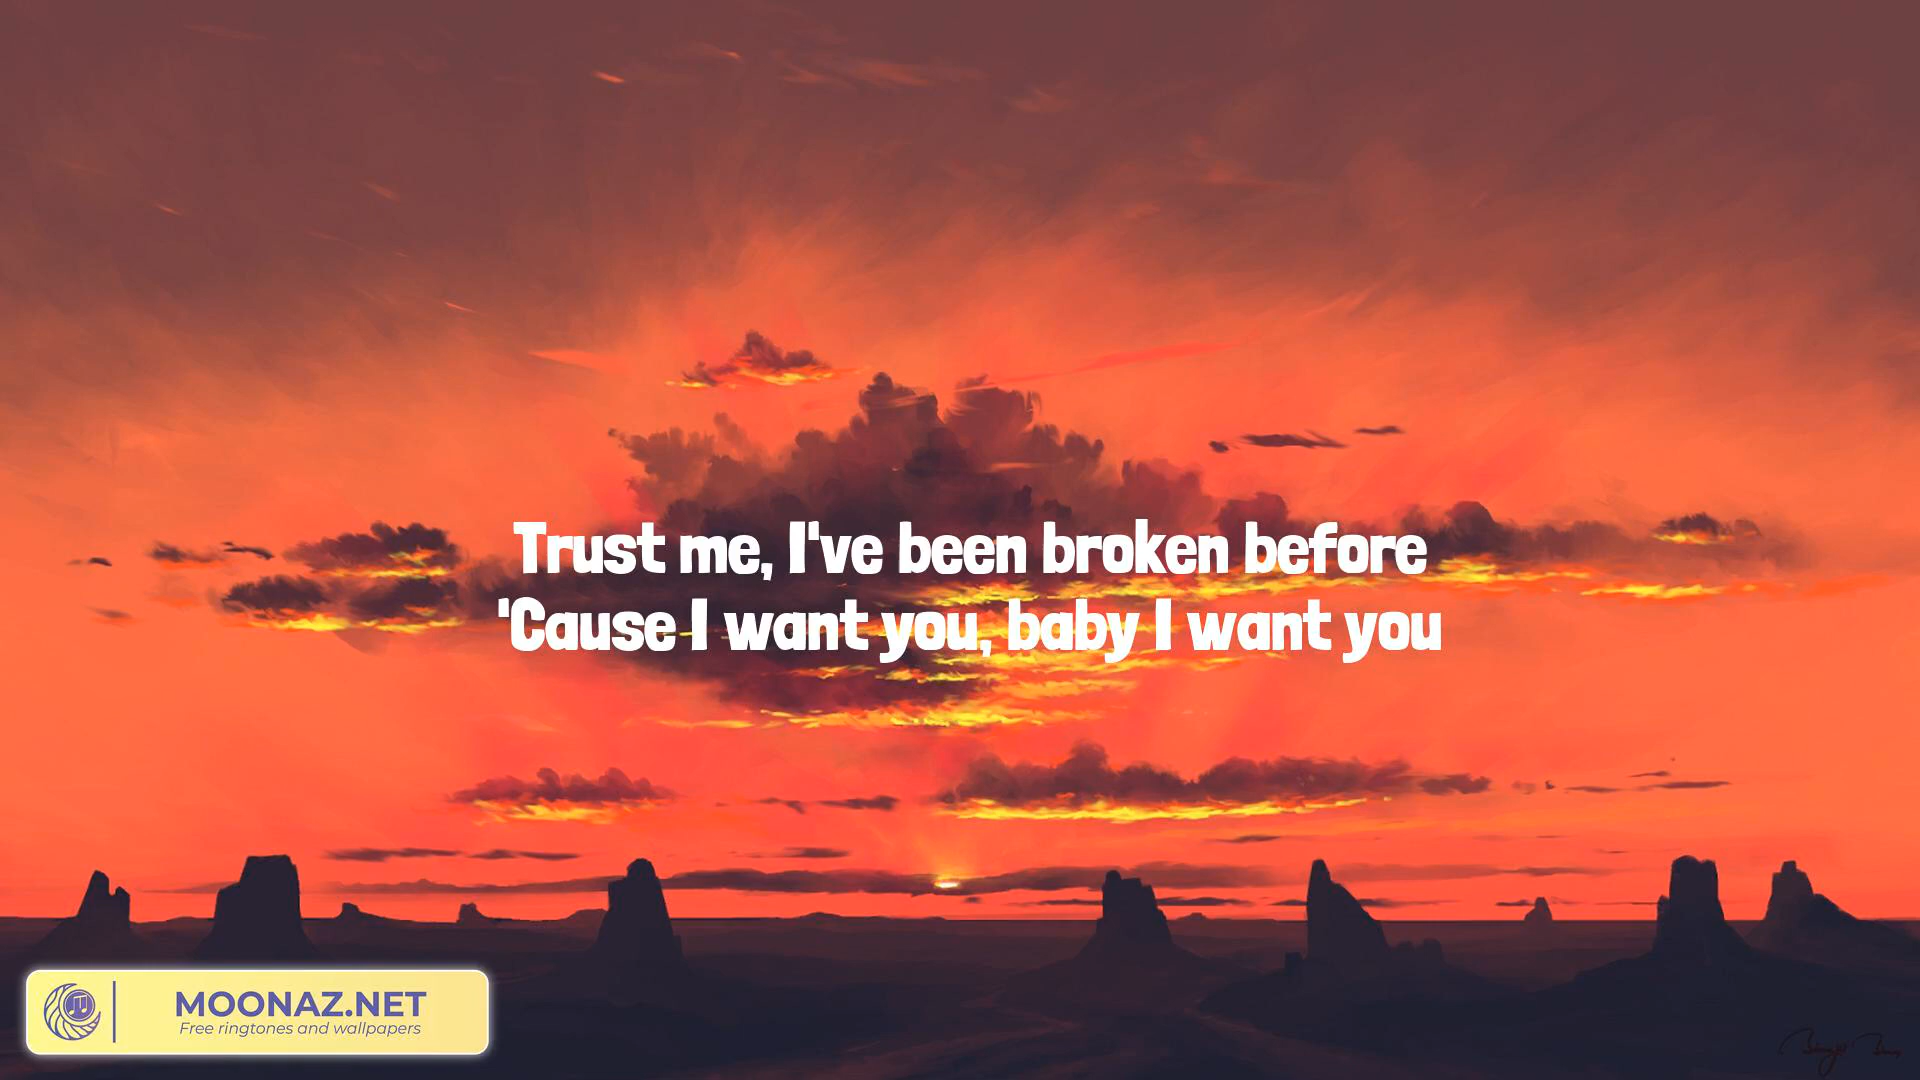 Trust me, I've been broken before
'Cause I want you, baby I want you
MOONAZ.NET
Free ringtones and wallpapers